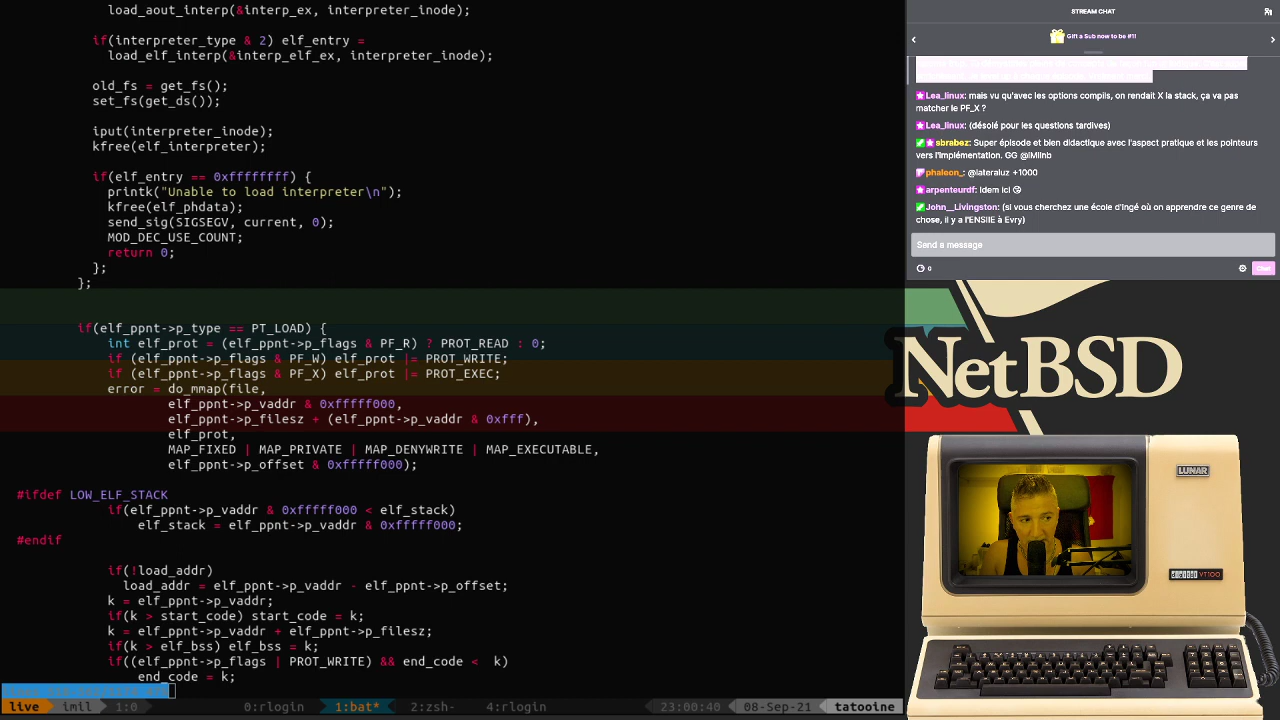 load_aout_interp(&interp_ex, interpreter_inode);
if(interpreter_type & 2) elf_entry =
load_elf_interp(&interp_elf_ex, interpreter_inode);
old_fs = get_fs();
set_fs(get_ds());
iput(interpreter_inode);
kfree(elf_interpreter);
if(elf_entry == 0xffffffff) {
printk("Unable to load interpreter\n");
kfree(elf_phdata);
send_sig(SIGSEGV, current, 0);
MOD_DEC_USE_COUNT;
return 0;
};
};
if(elf_ppnt->p_type == PT_LOAD) {
int elf_prot = (elf_ppnt->p_flags & PF_R) ? PROT_READ : 0;
if (elf_ppnt->p_flags & PF_W) elf_prot |= PROT_WRITE;
if (elf_ppnt->p_flags & PF_X) elf_prot |= PROT_EXEC;
error = do_mmap(file,
elf_ppnt->p_vaddr & 0xfffff000,
elf_ppnt->p_filesz + (elf_ppnt->p_vaddr & 0xfff),
elf_prot,
MAP_FIXED | MAP_PRIVATE | MAP_DENYWRITE | MAP_EXECUTABLE,
elf_ppnt->p_offset & 0xfffff000);
#ifdef LOW_ELF_STACK
if(elf_ppnt->p_vaddr & 0xfffff000 < elf_stack)
elf_stack = elf_ppnt->p_vaddr & 0xfffff000;
#endif
if(!load_addr)
load_addr = elf_ppnt->p_vaddr - elf_ppnt->p_offset;
k = elf_ppnt->p_vaddr;
if(k > start_code) start_code = k;
k = elf_ppnt->p_vaddr + elf_ppnt->p_filesz;
if(k > elf_bss) elf_bss = k;
if((elf_ppnt->p_flags | PROT_WRITE) && end_code < k)
end_code = k;
live imil 1:0 0:rlogin 1:bat* 2:zsh- 4:rlogin 23:00:40 08-Sep-21 tatooine
STREAM CHAT
Gift a Sub now to be #1!
Lea_linux: mais vu qu'avec les options compils, on rendait X la stack, ça va pas
matcher le PF_X ?
Lea_linux: (désolé pour les questions tardives)
sbrabez: Super épisode et bien didactique avec l'aspect pratique et les pointeurs
vers l'implémentation. GG @iMilnb
phaleon_: @lateraluz +1000
arpenteurdf: Idem ici 😘
John__Livingston: (si vous cherchez une école d'ingé où on apprendre ce genre de
chose, il y a l'ENSIIE à Evry)
Send a message
0
Chat
NetBSD
LUNAR
digital VT100